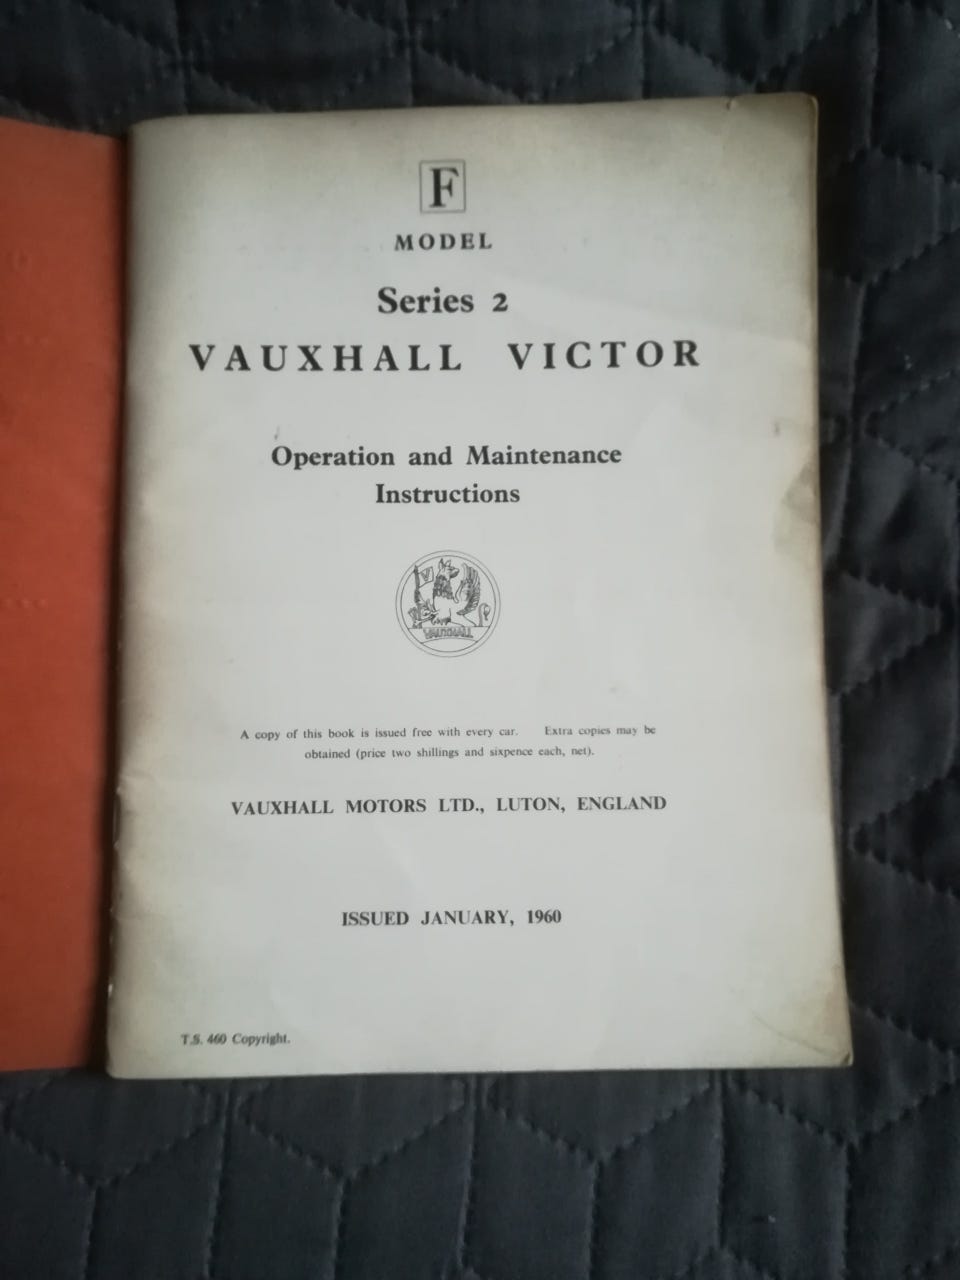 F
MODEL
Series 2
VAUXHALL VICTOR
Operation and Maintenance
Instructions
V
VAUXHALL
A copy of this book is issued free with every car. Extra copies may be
obtained (price two shillings and sixpence each, net).
VAUXHALL MOTORS LTD., LUTON, ENGLAND
ISSUED JANUARY, 1960
T.S. 460 Copyright.